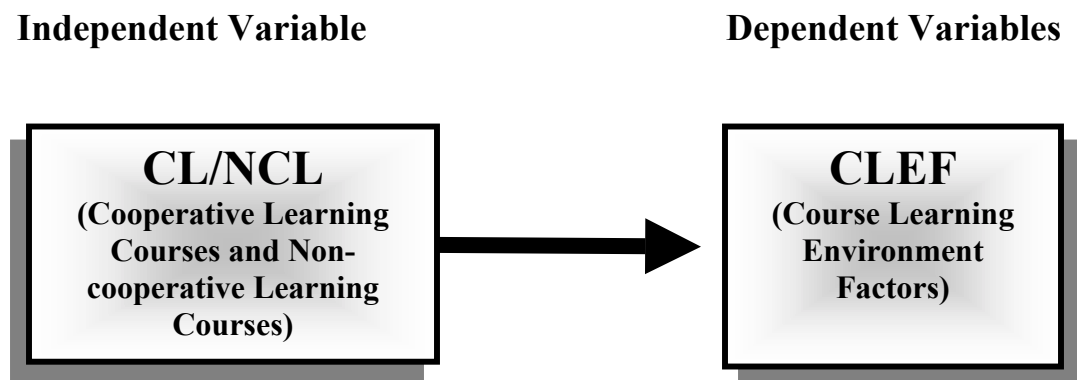 Independent Variable
Dependent Variables
CL/NCL
(Cooperative Learning
Courses and Non-
cooperative Learning
Courses)
CLEF
(Course Learning
Environment
Factors)